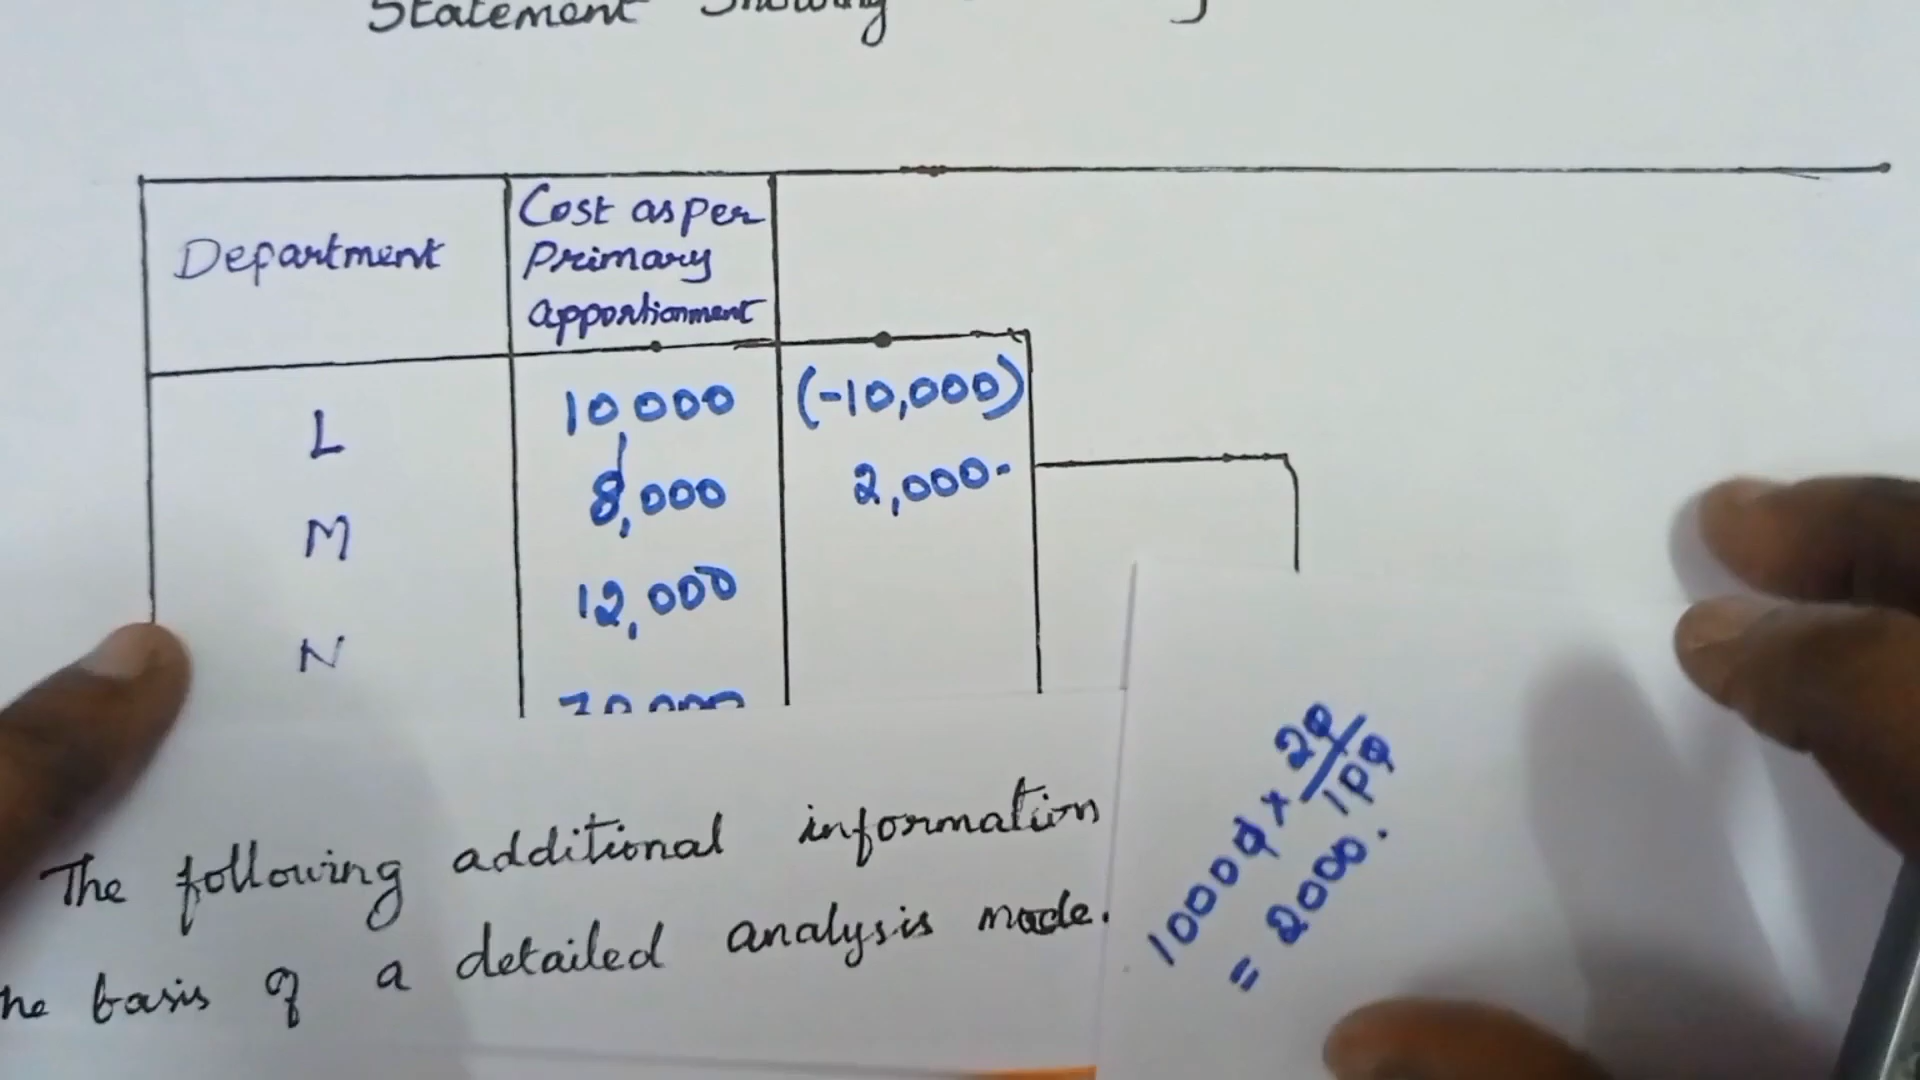 Statement Showing
Department
Cost as per
Primary
apportionment
L
10,000
(-10,000)
M
8,000
2,000-
N
12,000
The following additional information
the basis of a detailed analysis made.
10000 x 20/100
= 2000.